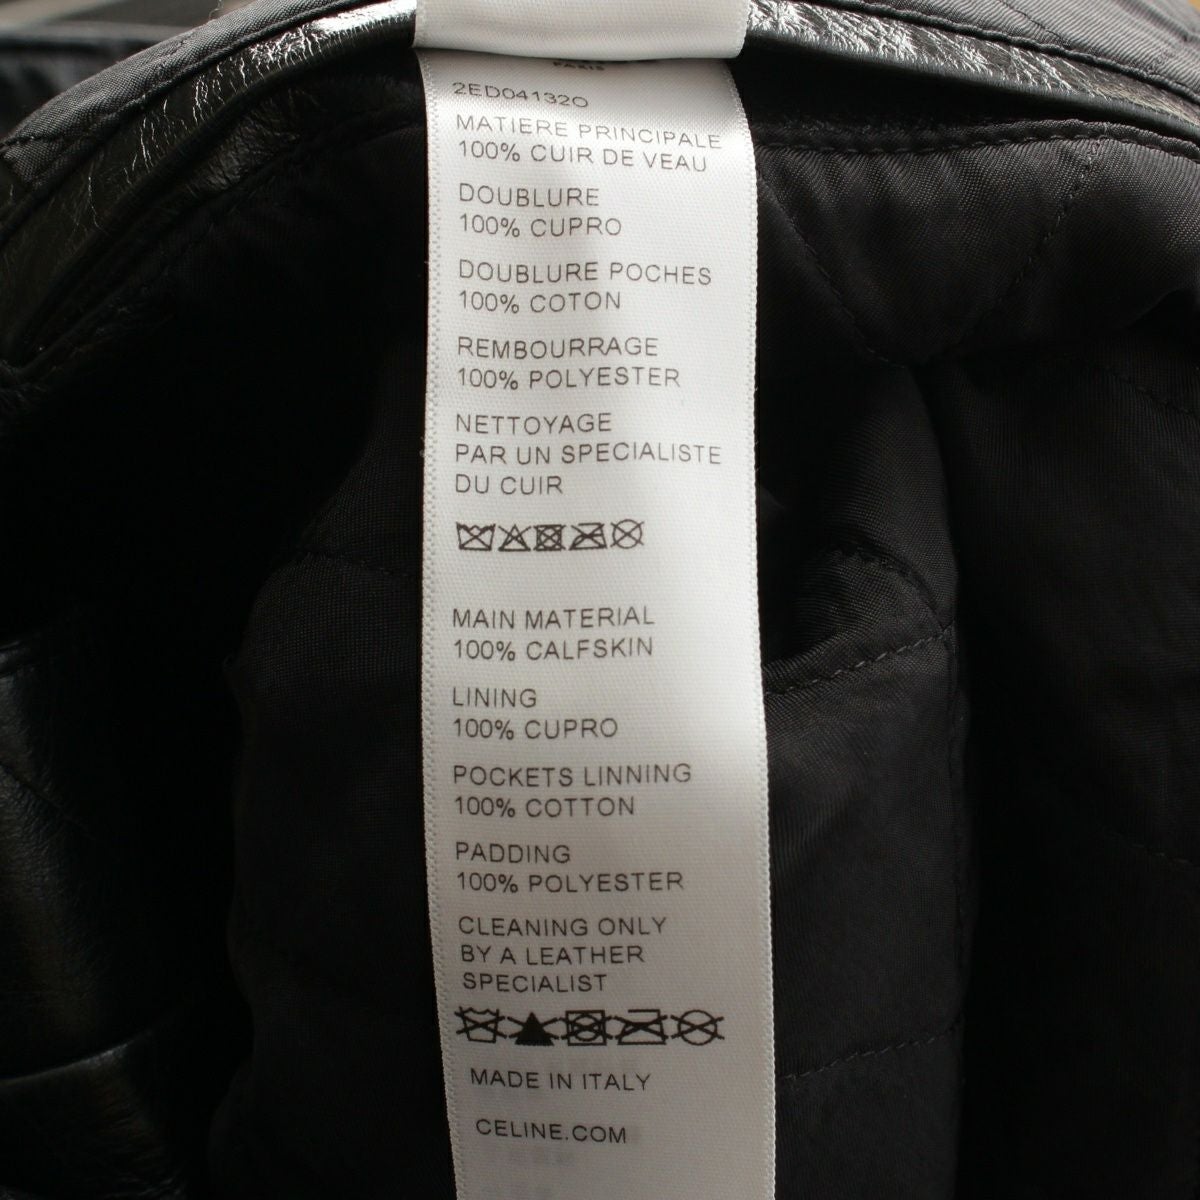 PARIS
2ED04132O
MATIERE PRINCIPALE
100% CUIR DE VEAU
DOUBLURE
100% CUPRO
DOUBLURE POCHES
100% COTON
REMBOURRAGE
100% POLYESTER
NETTOYAGE
PAR UN SPECIALISTE
DU CUIR
MAIN MATERIAL
100% CALFSKIN
LINING
100% CUPRO
POCKETS LINNING
100% COTTON
PADDING
100% POLYESTER
CLEANING ONLY
BY A LEATHER
SPECIALIST
MADE IN ITALY
CELINE.COM